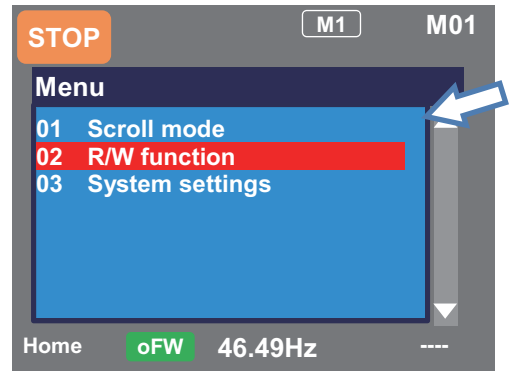 STOP M1 M01
Menu
01 Scroll mode
02 R/W function
03 System settings
Home oFW 46.49Hz ----